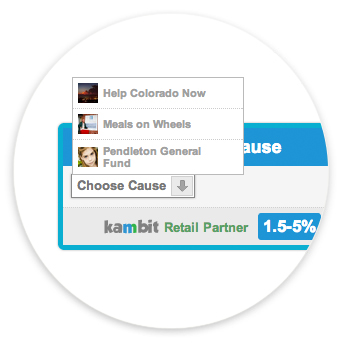 Help Colorado Now
Meals on Wheels
Pendleton General
Fund
ause
Choose Cause
kambit Retail Partner 1.5-5%